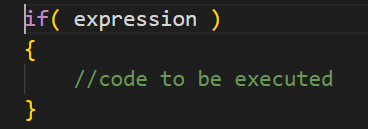 if( expression )
{
    //code to be executed
}